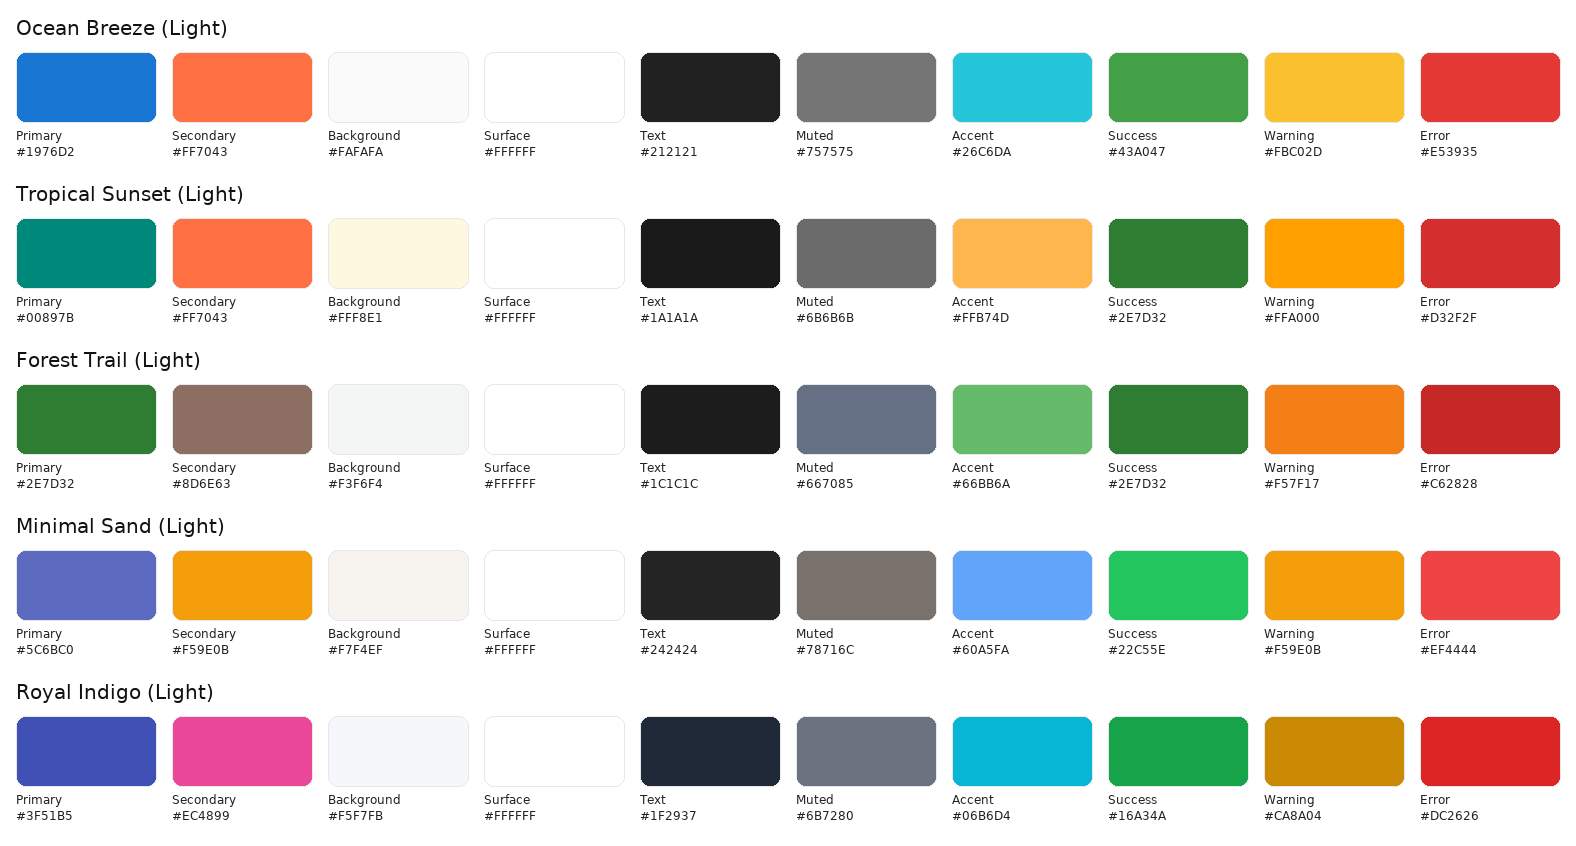 Ocean Breeze (Light)
Primary Secondary Background Surface Text Muted Accent Success Warning Error
#1976D2 #FF7043 #FAFAFA #FFFFFF #212121 #757575 #26C6DA #43A047 #FBC02D #E53935
Tropical Sunset (Light)
Primary Secondary Background Surface Text Muted Accent Success Warning Error
#00897B #FF7043 #FFF8E1 #FFFFFF #1A1A1A #6B6B6B #FFB74D #2E7D32 #FFA000 #D32F2F
Forest Trail (Light)
Primary Secondary Background Surface Text Muted Accent Success Warning Error
#2E7D32 #8D6E63 #F3F6F4 #FFFFFF #1C1C1C #667085 #66BB6A #2E7D32 #F57F17 #C62828
Minimal Sand (Light)
Primary Secondary Background Surface Text Muted Accent Success Warning Error
#5C6BC0 #F59E0B #F7F4EF #FFFFFF #242424 #78716C #60A5FA #22C55E #F59E0B #EF4444
Royal Indigo (Light)
Primary Secondary Background Surface Text Muted Accent Success Warning Error
#3F51B5 #EC4899 #F5F7FB #FFFFFF #1F2937 #6B7280 #06B6D4 #16A34A #CA8A04 #DC2626